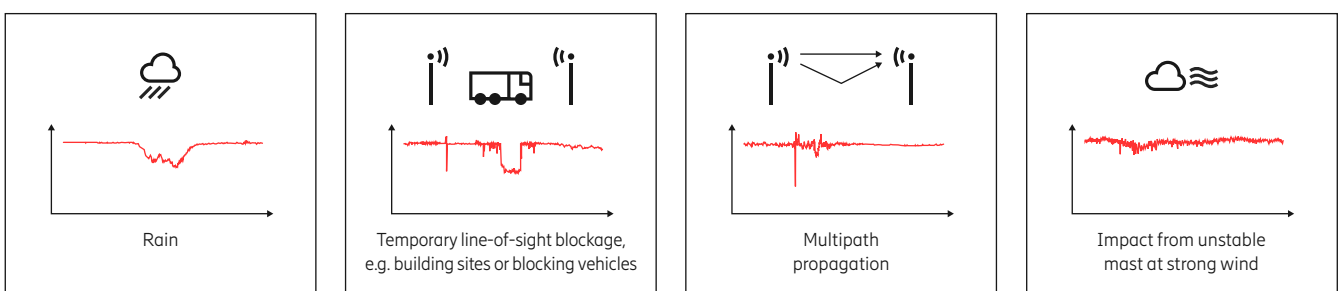 Rain
Temporary line-of-sight blockage,
e.g. building sites or blocking vehicles
Multipath
propagation
Impact from unstable
mast at strong wind